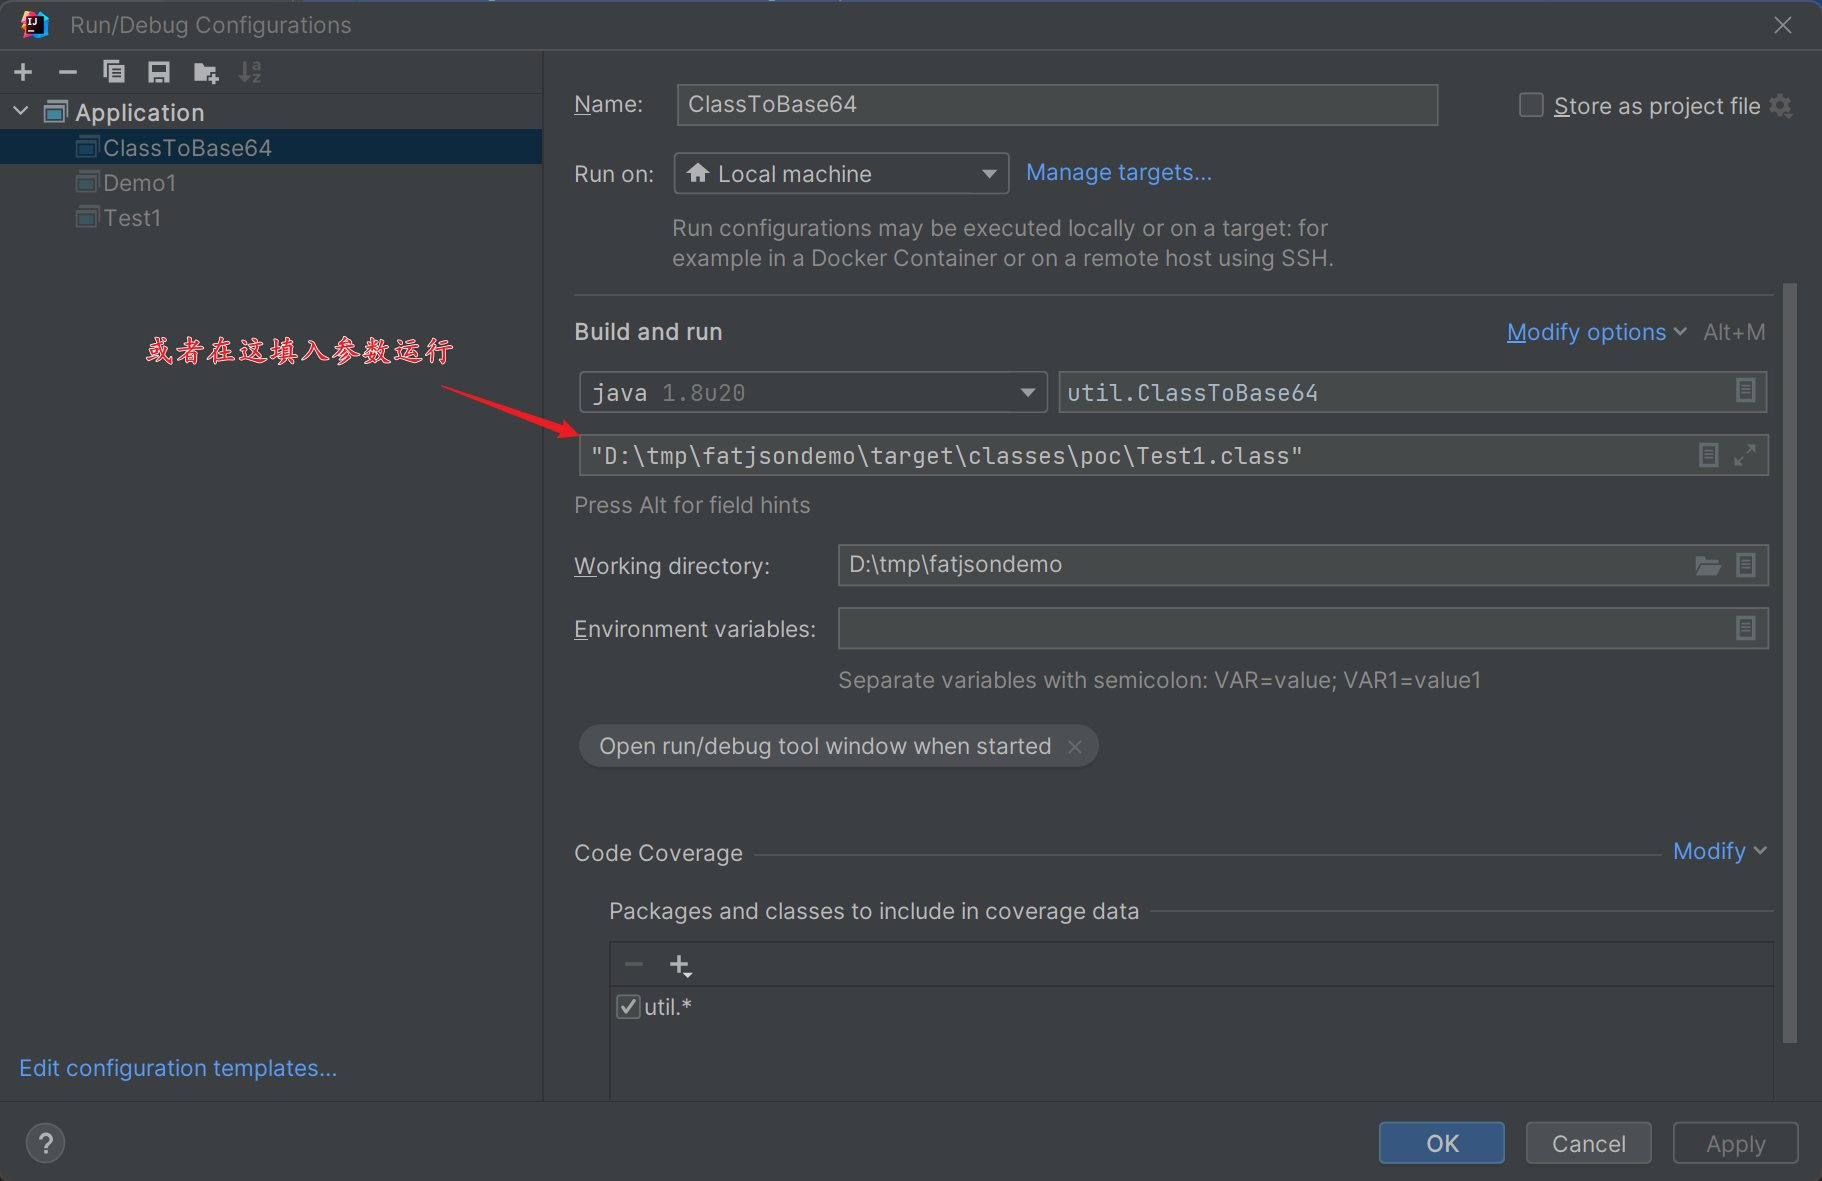 Run/Debug Configurations
Application
ClassToBase64
Demo1
Test1
或者在这填入参数运行
Edit configuration templates...
Name:
ClassToBase64
Store as project file
Run on:
Local machine
Manage targets...
Run configurations may be executed locally or on a target: for
example in a Docker Container or on a remote host using SSH.
Build and run
Modify options
Alt+M
java 1.8u20
util.ClassToBase64
"D:\tmp\fatjsondemo\target\classes\poc\Test1.class"
Press Alt for field hints
Working directory:
D:\tmp\fatjsondemo
Environment variables:
Separate variables with semicolon: VAR=value; VAR1=value1
Open run/debug tool window when started
Code Coverage
Modify
Packages and classes to include in coverage data
util.*
?
OK
Cancel
Apply